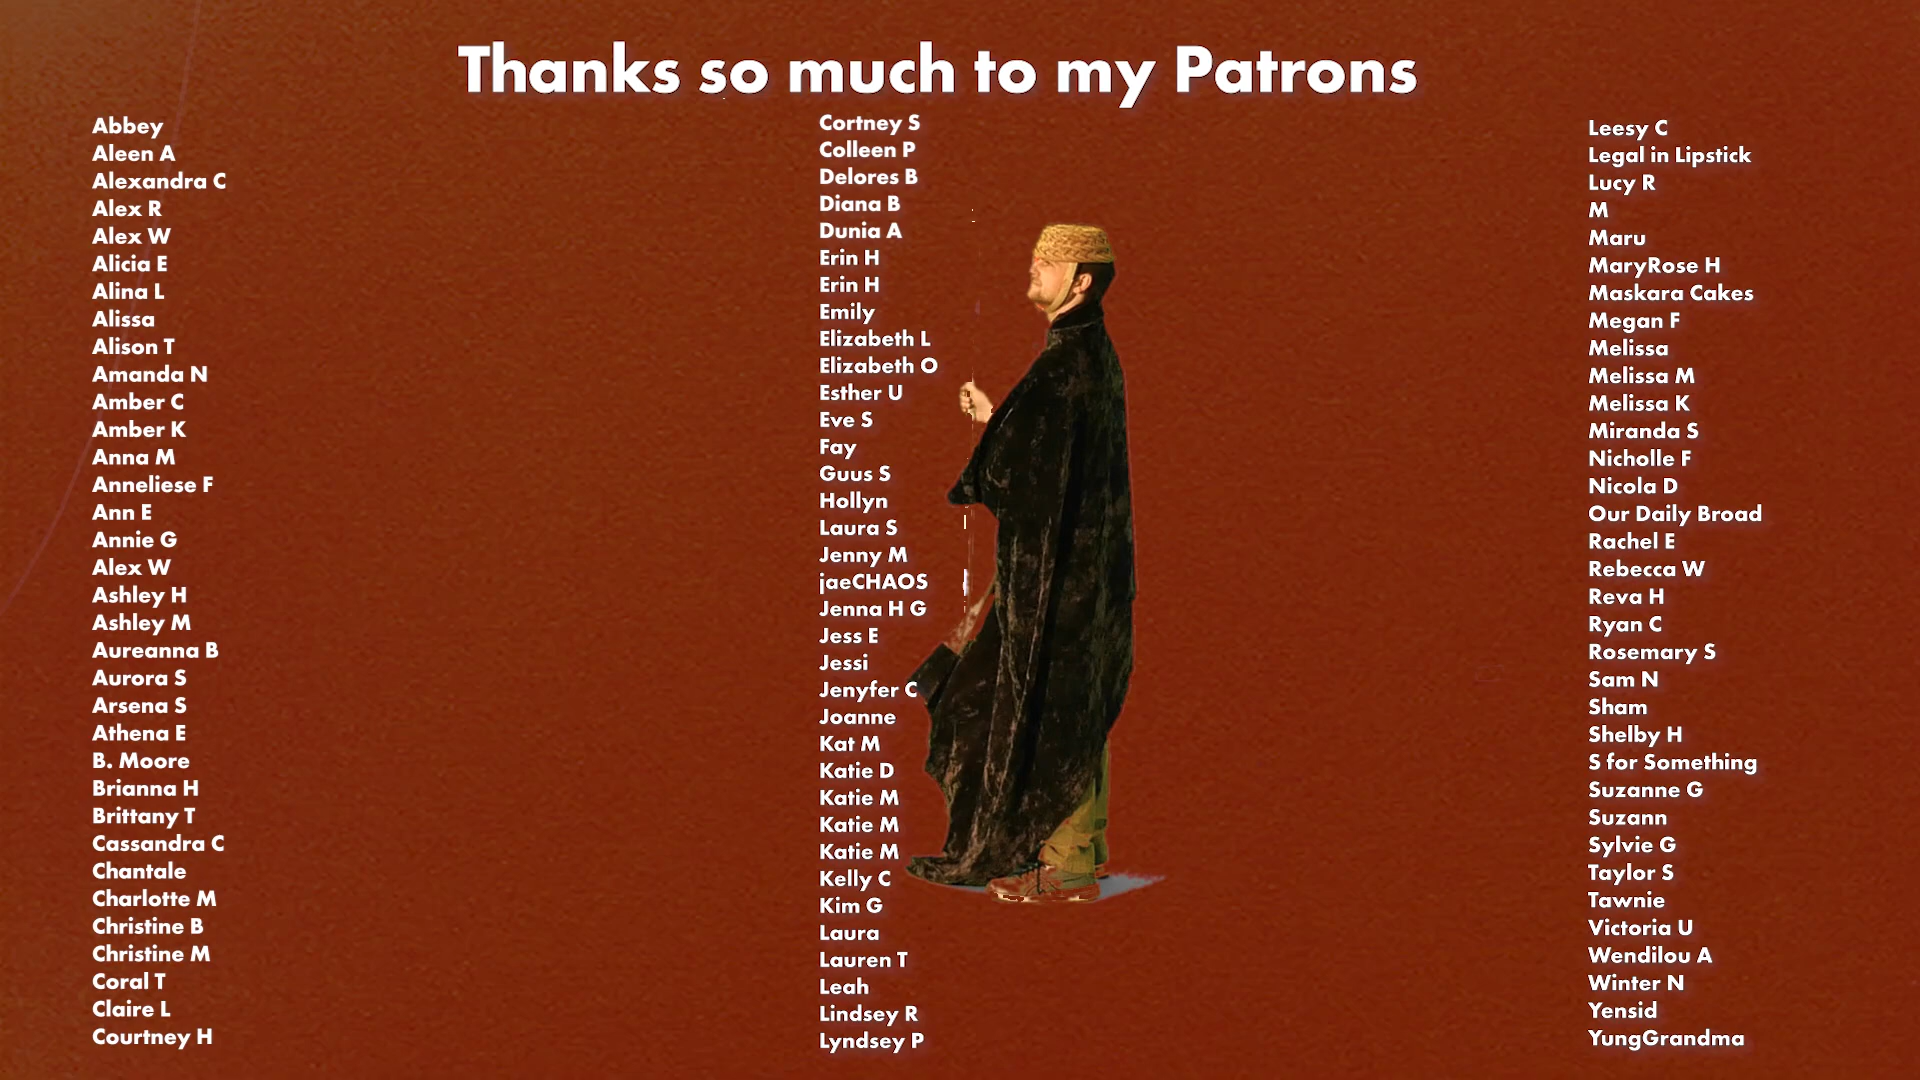 Thanks so much to my Patrons
Abbey
Aleen A
Alexandra C
Alex R
Alex W
Alicia E
Alina L
Alissa
Alison T
Amanda N
Amber C
Amber K
Anna M
Anneliese F
Ann E
Annie G
Alex W
Ashley H
Ashley M
Aureanna B
Aurora S
Arsena S
Athena E
B. Moore
Brianna H
Brittany T
Cassandra C
Chantale
Charlotte M
Christine B
Christine M
Coral T
Claire L
Courtney H
Cortney S
Colleen P
Delores B
Diana B
Dunia A
Erin H
Erin H
Emily
Elizabeth L
Elizabeth O
Esther U
Eve S
Fay
Guus S
Hollyn
Laura S
Jenny M
jaeCHAOS
Jenna H G
Jess E
Jessi
Jenyfer C
Joanne
Kat M
Katie D
Katie M
Katie M
Katie M
Kelly C
Kim G
Laura
Lauren T
Leah
Lindsey R
Lyndsey P
Leesy C
Legal in Lipstick
Lucy R
M
Maru
MaryRose H
Maskara Cakes
Megan F
Melissa
Melissa M
Melissa K
Miranda S
Nicholle F
Nicola D
Our Daily Broad
Rachel E
Rebecca W
Reva H
Ryan C
Rosemary S
Sam N
Sham
Shelby H
S for Something
Suzanne G
Suzann
Sylvie G
Taylor S
Tawnie
Victoria U
Wendilou A
Winter N
Yensid
YungGrandma